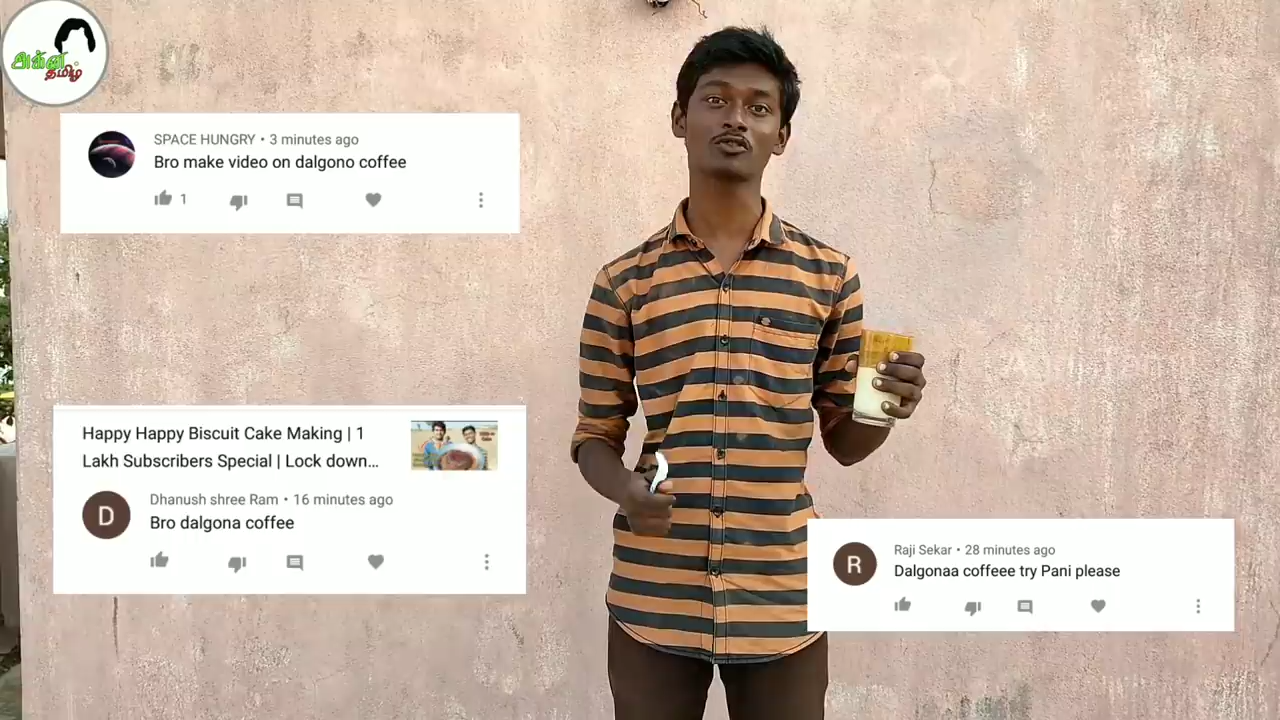 அக்னி
தமிழ்
SPACE HUNGRY • 3 minutes ago
Bro make video on dalgono coffee
1
Happy Happy Biscuit Cake Making | 1
Lakh Subscribers Special | Lock down...
D
Dhanush shree Ram • 16 minutes ago
Bro dalgona coffee
R
Raji Sekar • 28 minutes ago
Dalgonaa coffeee try Pani please